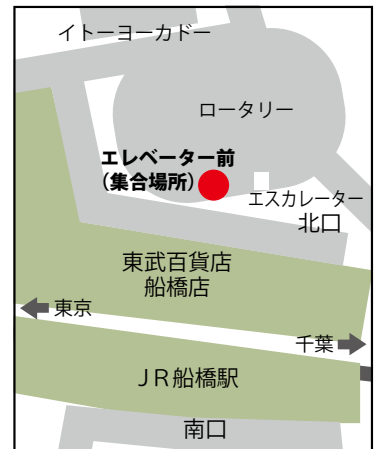 イトーヨーカドー
ロータリー
エレベーター前
（集合場所）
エスカレーター
北口
東武百貨店
船橋店
東京
千葉
ＪＲ船橋駅
南口